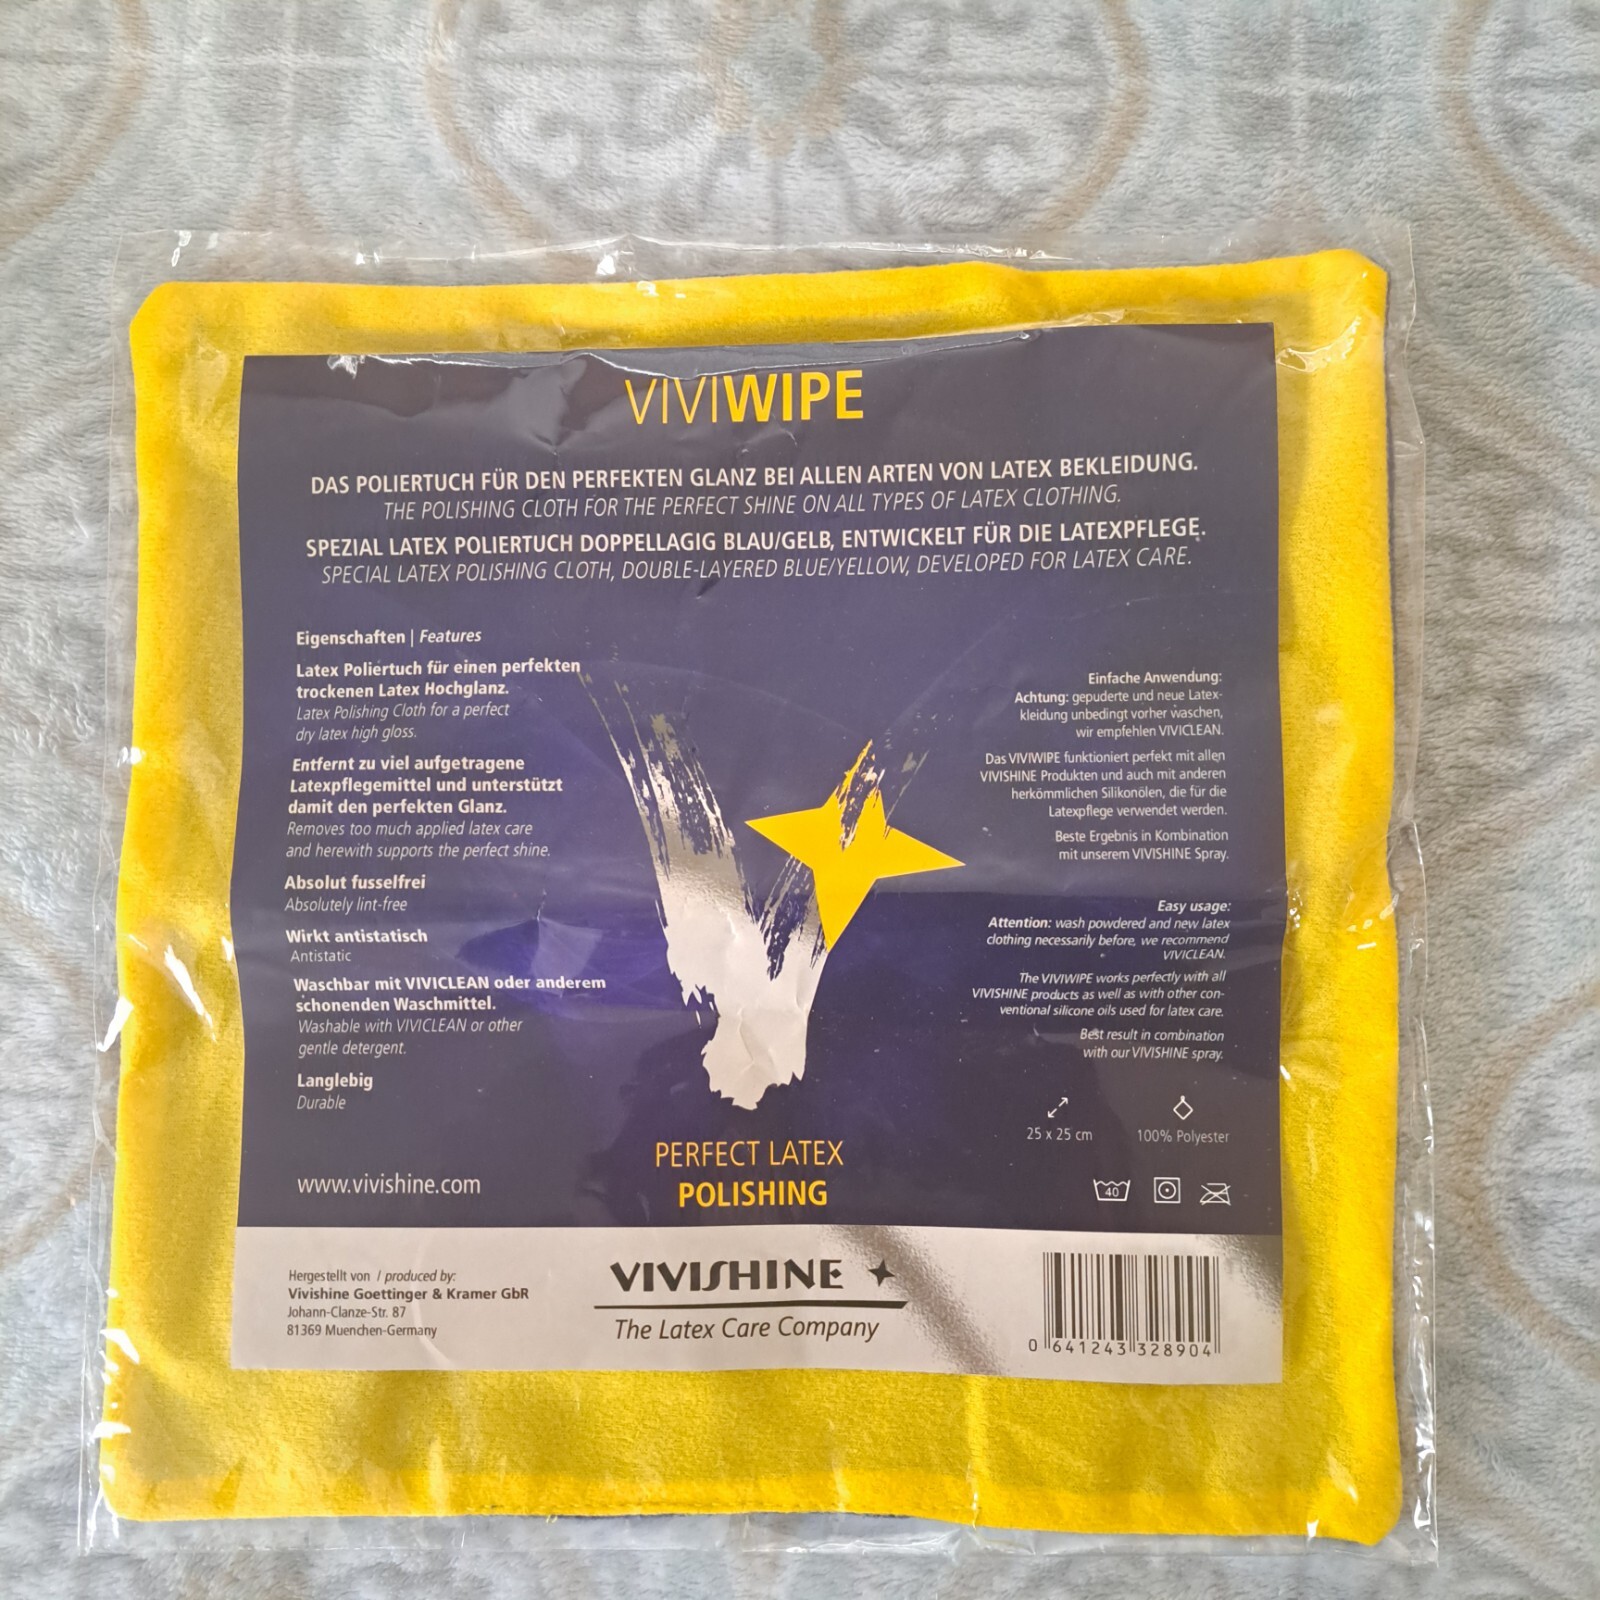 VIVIWIPE
DAS POLIERTUCH FÜR DEN PERFEKTEN GLANZ BEI ALLEN ARTEN VON LATEX BEKLEIDUNG.
THE POLISHING CLOTH FOR THE PERFECT SHINE ON ALL TYPES OF LATEX CLOTHING.
SPEZIAL LATEX POLIERTUCH DOPPELLAGIG BLAU/GELB, ENTWICKELT FÜR DIE LATEXPFLEGE.
SPECIAL LATEX POLISHING CLOTH, DOUBLE-LAYERED BLUE/YELLOW, DEVELOPED FOR LATEX CARE.
Eigenschaften | Features
Latex Poliertuch für einen perfekten
trockenen Latex Hochglanz.
Latex Polishing Cloth for a perfect
dry latex high gloss.
Entfernt zu viel aufgetragene
Latexpflegemittel und unterstützt
damit den perfekten Glanz.
Removes too much applied latex care
and herewith supports the perfect shine.
Absolut fusselfrei
Absolutely lint-free
Wirkt antistatisch
Antistatic
Waschbar mit VIVICLEAN oder anderem
schonenden Waschmittel.
Washable with VIVICLEAN or other
gentle detergent.
Langlebig
Durable
www.vivishine.com
Einfache Anwendung:
Achtung: gepuderte und neue Latex-
kleidung unbedingt vorher waschen,
wir empfehlen VIVICLEAN.
Das VIVIWIPE funktioniert perfekt mit allen
VIVISHINE Produkten und auch mit anderen
herkömmlichen Silikonölen, die für die
Latexpflege verwendet werden.
Beste Ergebnis in Kombination
mit unserem VIVISHINE Spray.
Easy usage:
Attention: wash powdered and new latex
clothing necessarily before, we recommend
VIVICLEAN.
The VIVIWIPE works perfectly with all
VIVISHINE products as well as with other con-
ventional silicone oils used for latex care.
Best result in combination
with our VIVISHINE spray.
25 x 25 cm
100% Polyester
40
PERFECT LATEX
POLISHING
Hergestellt von / produced by:
Vivishine Goettinger & Kramer GbR
Johann-Clanze-Str. 87
81369 Muenchen-Germany
VIVISHINE
The Latex Care Company
0 641243 328904